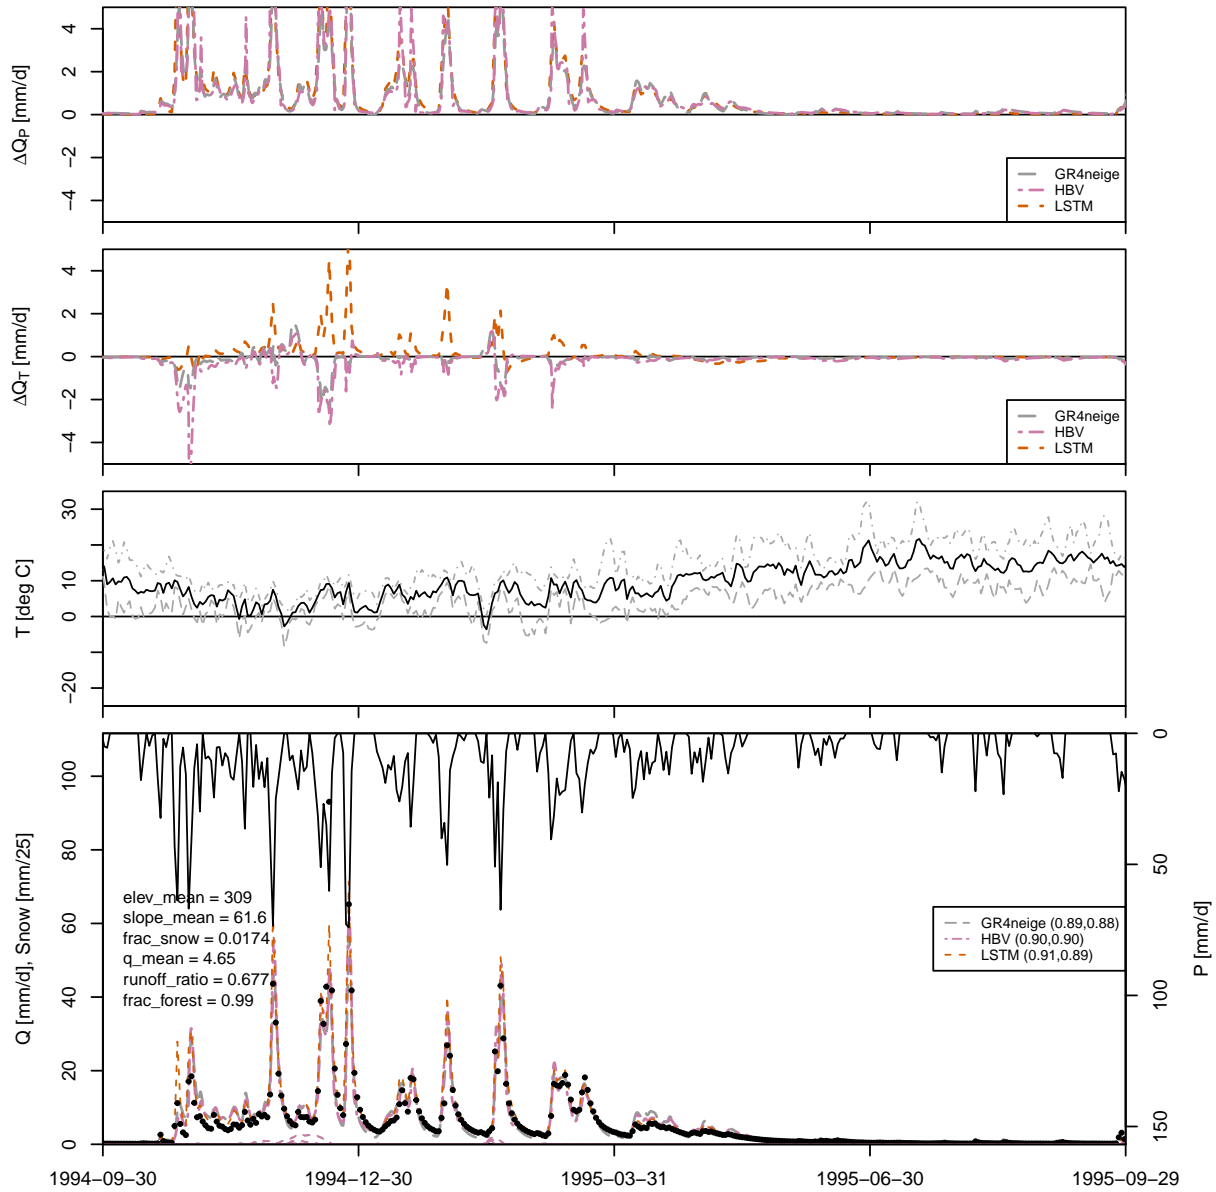 4
2
0
−2
−4
ΔQP [mm/d]
GR4neige
HBV
LSTM
4
2
0
−2
−4
ΔQT [mm/d]
GR4neige
HBV
LSTM
30
10
0
−20
T [deg C]
100
80
60
40
20
0
Q [mm/d], Snow [mm/25]
elev_mean = 309
slope_mean = 61.6
frac_snow = 0.0174
q_mean = 4.65
runoff_ratio = 0.677
frac_forest = 0.99
GR4neige (0.89,0.88)
HBV (0.90,0.90)
LSTM (0.91,0.89)
0
50
100
150
P [mm/d]
1994−09−30
1994−12−30
1995−03−31
1995−06−30
1995−09−29